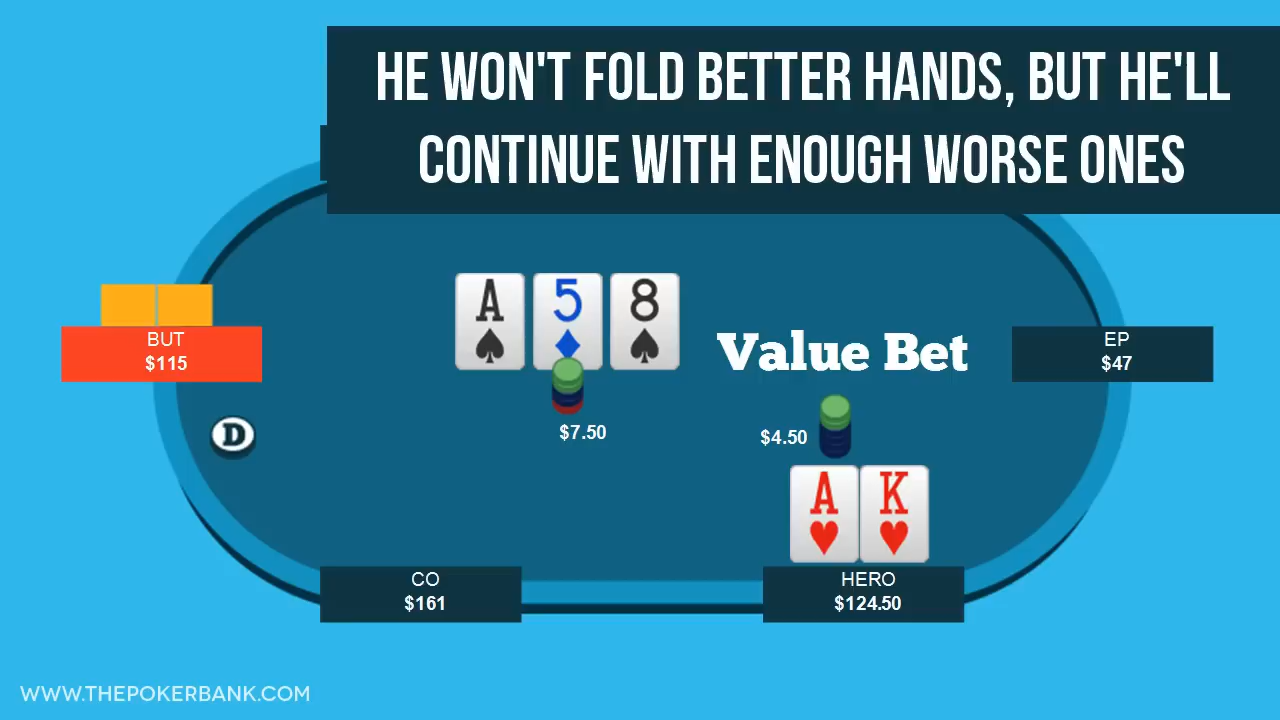 HE WON'T FOLD BETTER HANDS, BUT HE'LL
CONTINUE WITH ENOUGH WORSE ONES
A
5
8
Value Bet
BUT
$115
EP
$47
D
$7.50
$4.50
A
K
CO
$161
HERO
$124.50
WWW.THEPOKERBANK.COM